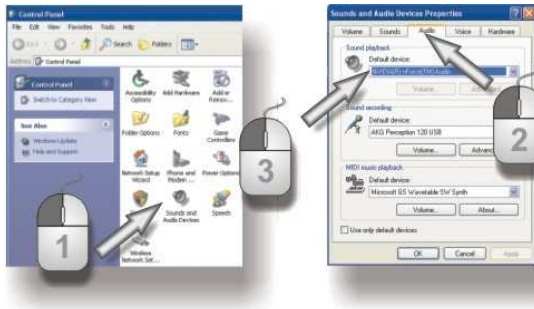 Control Panel
File Edit View Favorites Tools Help
Back Search Folders
Address Control Panel
Control Panel
Switch to Category View
See Also
Windows Update
Help and Support
Accessibility Options
Add Hardware
Add or Remov...
Folder Options
Fonts
Game Controllers
Network Setup Wizard
Phone and Modem ...
Power Options
Sounds and Audio Devices
Speech
Wireless Network Set...
1
3
Sounds and Audio Devices Properties
Volume Sounds Audio Voice Hardware
Sound playback
Default device:
Volume...
Sound recording
Default device:
AKG Perception 120 USB
Volume... Advanc
MIDI music playback
Default device:
Microsoft GS Wavetable SW Synth
Volume... About...
Use only default devices
OK Cancel Apply
2